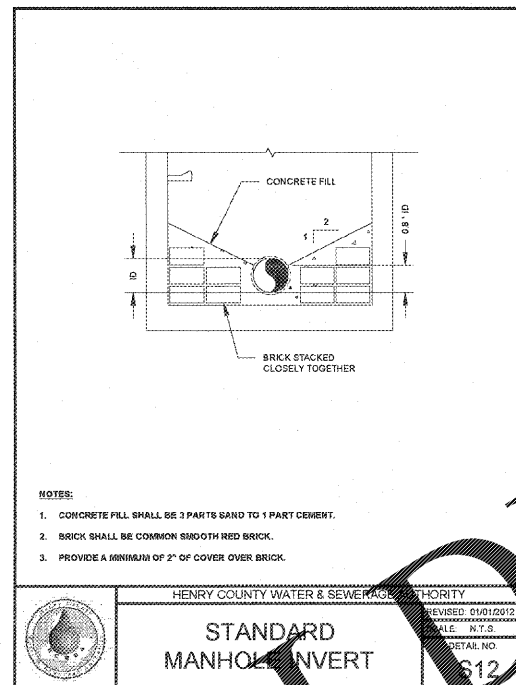 CONCRETE FILL
2
1
0.8 * ID
ID
BRICK STACKED
CLOSELY TOGETHER
NOTES:
1. CONCRETE FILL SHALL BE 3 PARTS SAND TO 1 PART CEMENT.
2. BRICK SHALL BE COMMON SMOOTH RED BRICK.
3. PROVIDE A MINIMUM OF 2" OF COVER OVER BRICK.
HENRY COUNTY WATER & SEWERAGE AUTHORITY
STANDARD
MANHOLE INVERT
REVISED: 01/01/2012
SCALE: N.T.S.
DETAIL NO.
S12